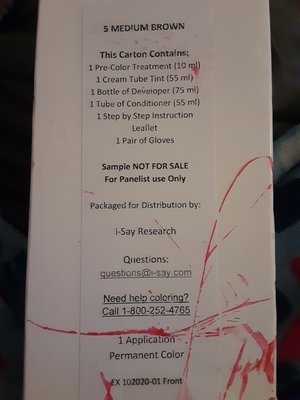 5 MEDIUM BROWN
This Carton Contains:
1 Pre-Color Treatment (10 ml)
1 Cream Tube Tint (55 ml)
1 Bottle of Developer (75 ml)
1 Tube of Conditioner (55 ml)
1 Step by Step Instruction
Leaflet
1 Pair of Gloves
Sample NOT FOR SALE
For Panelist use Only
Packaged for Distribution by:
i-Say Research
Questions:
questions@i-say.com
Need help coloring?
Call 1-800-252-4765
1 Application
Permanent Color
EX 102020-01 Front